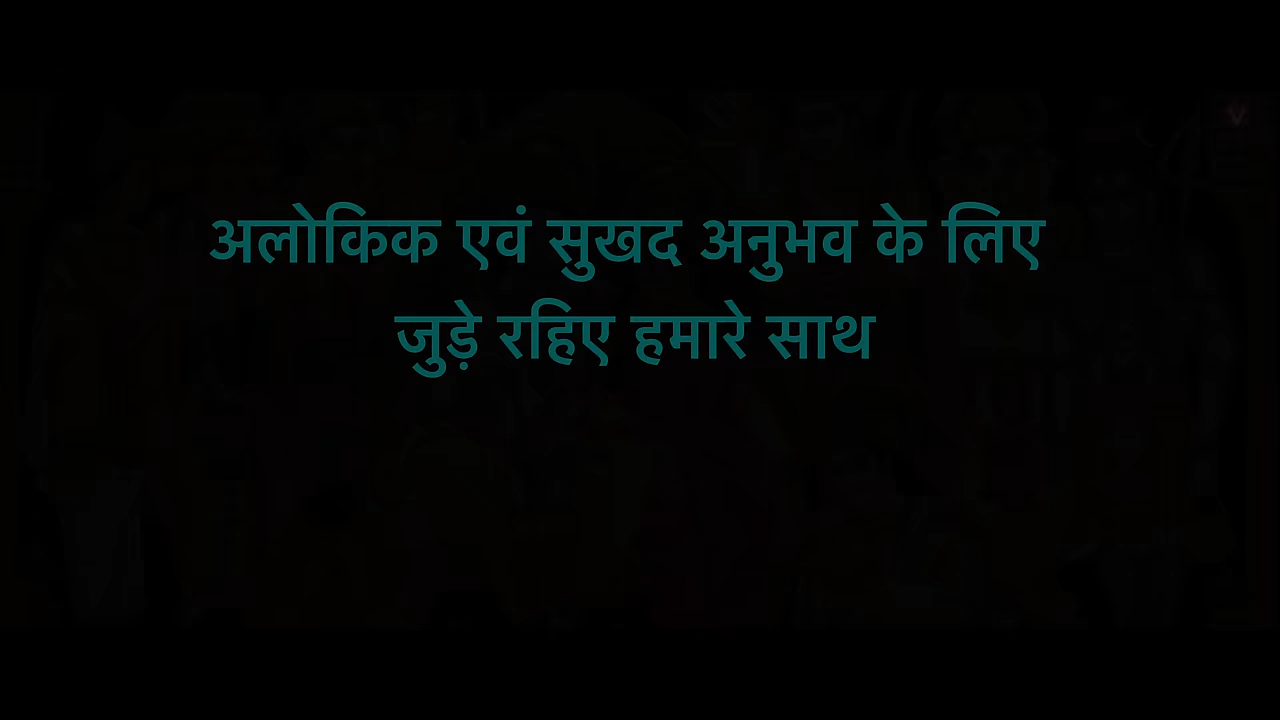 अलोकिक एवं सुखद अनुभव के लिए
जुड़े रहिए हमारे साथ